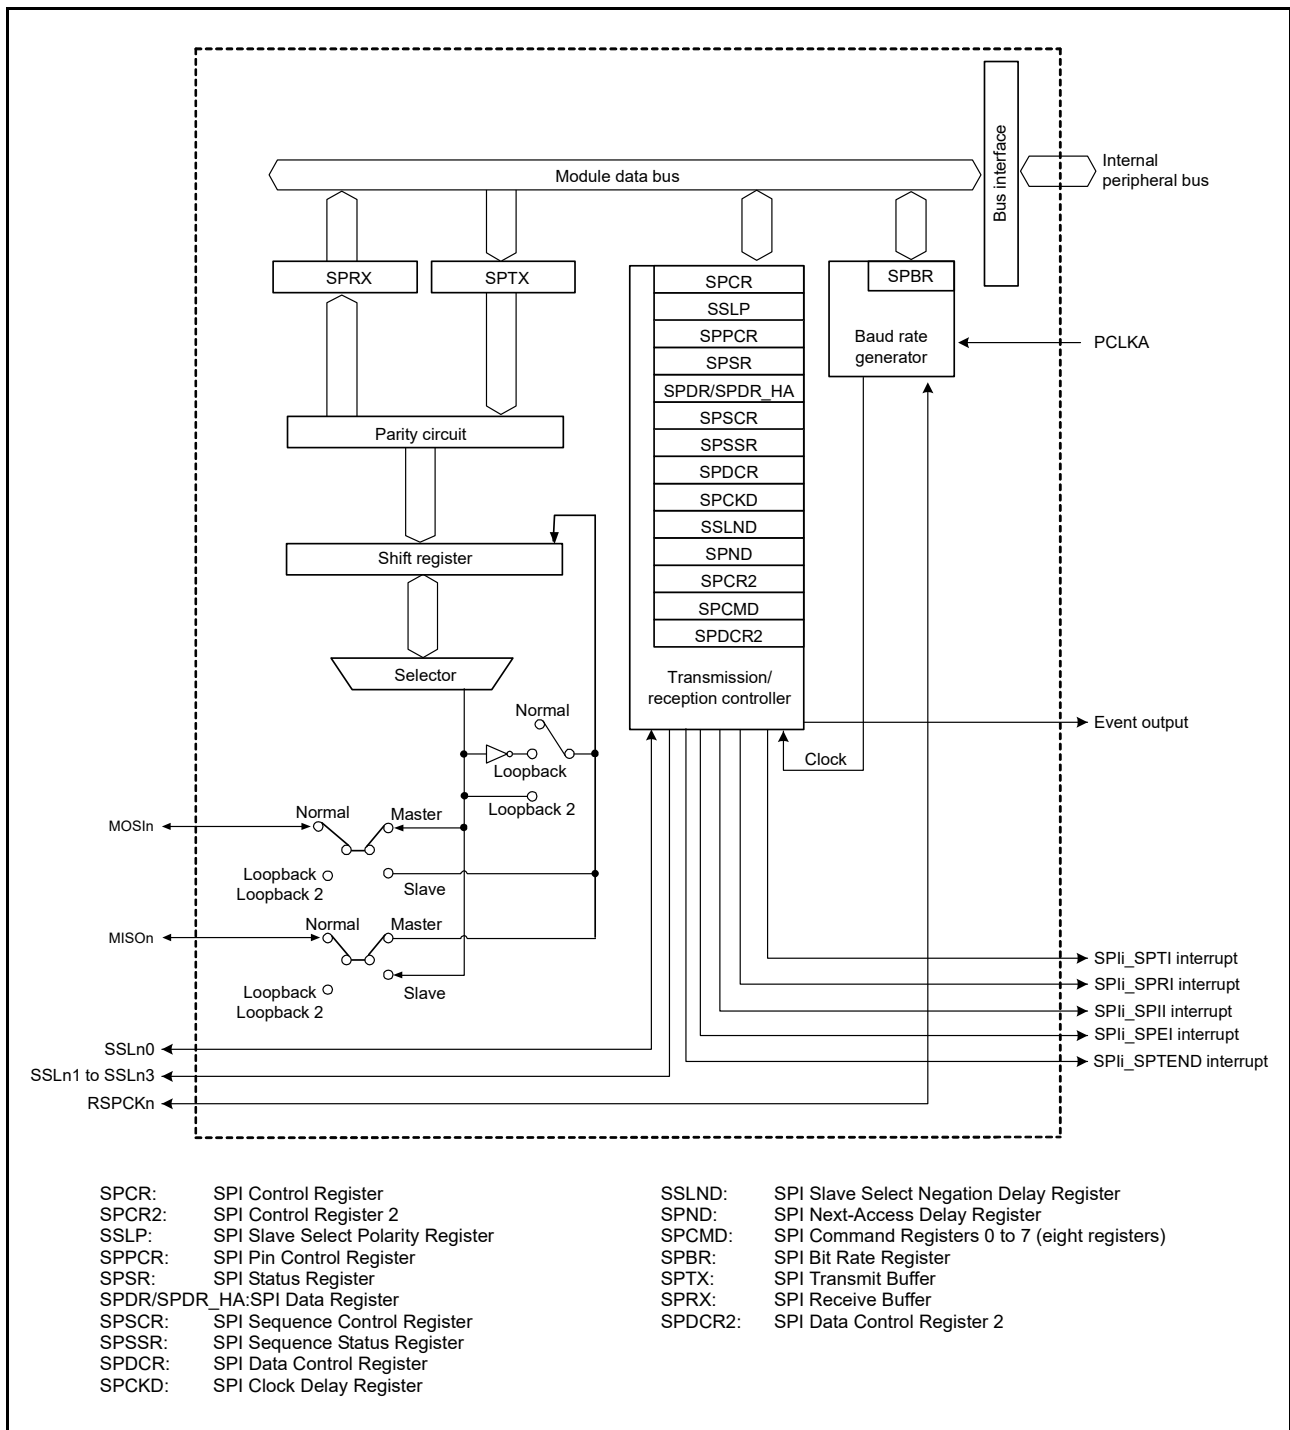 Module data bus
Bus interface
Internal
peripheral bus
SPRX
SPTX
SPCR
SSLP
SPPCR
SPSR
SPDR/SPDR_HA
SPSCR
SPSSR
SPDCR
SPCKD
SSLND
SPND
SPCR2
SPCMD
SPDCR2
Transmission/
reception controller
SPBR
Baud rate
generator
PCLKA
Parity circuit
Shift register
Selector
Normal
Loopback
Loopback 2
Clock
Event output
MOSIn
Normal
Master
Loopback
Loopback 2
Slave
MISOn
Normal
Master
Loopback
Loopback 2
Slave
SSLn0
SSLn1 to SSLn3
RSPCKn
SPIi_SPTI interrupt
SPIi_SPRI interrupt
SPIi_SPII interrupt
SPIi_SPEI interrupt
SPIi_SPTEND interrupt
SPCR: SPI Control Register
SPCR2: SPI Control Register 2
SSLP: SPI Slave Select Polarity Register
SPPCR: SPI Pin Control Register
SPSR: SPI Status Register
SPDR/SPDR_HA:SPI Data Register
SPSCR: SPI Sequence Control Register
SPSSR: SPI Sequence Status Register
SPDCR: SPI Data Control Register
SPCKD: SPI Clock Delay Register
SSLND: SPI Slave Select Negation Delay Register
SPND: SPI Next-Access Delay Register
SPCMD: SPI Command Registers 0 to 7 (eight registers)
SPBR: SPI Bit Rate Register
SPTX: SPI Transmit Buffer
SPRX: SPI Receive Buffer
SPDCR2: SPI Data Control Register 2